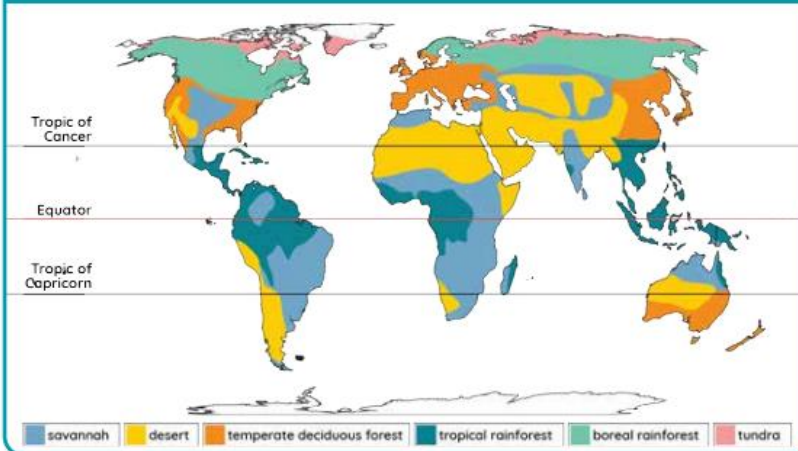 Tropic of
Cancer
Equator
Tropic of
Capricorn
savannah desert temperate deciduous forest tropical rainforest boreal rainforest tundra